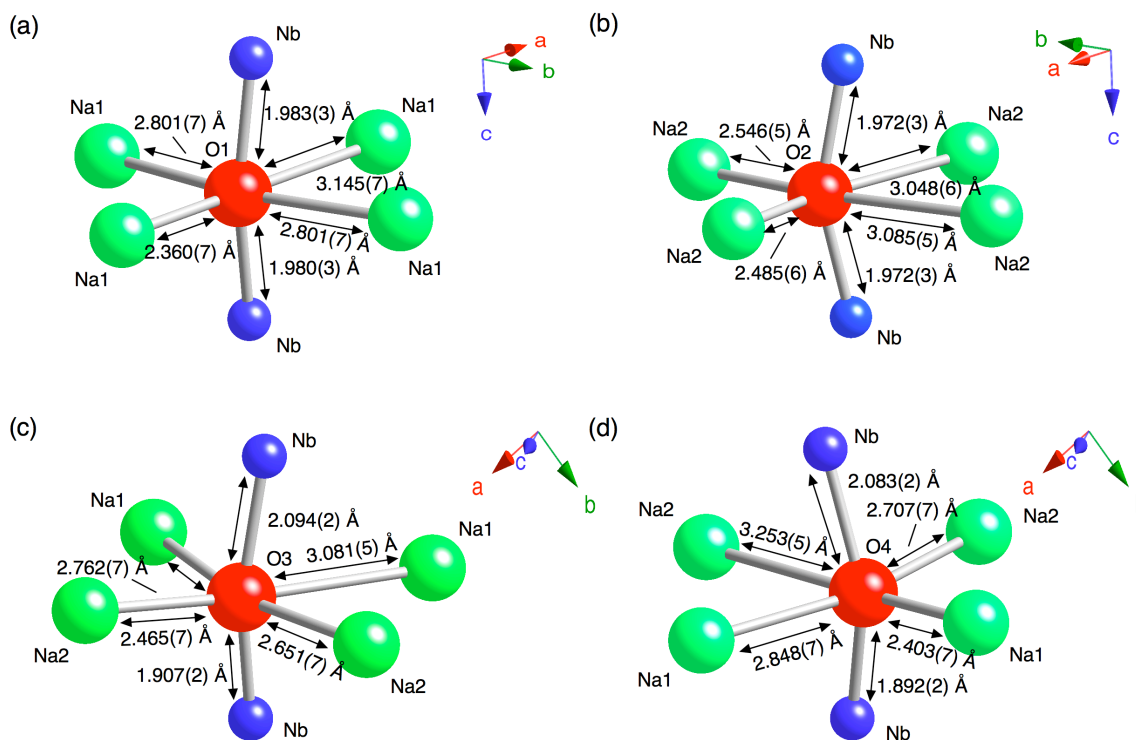 (a)
Nb
a
b
c
Na1
2.801(7) Å
1.983(3) Å
Na1
O1
3.145(7) Å
2.801(7) Å
2.360(7) Å
Na1
Na1
1.980(3) Å
Nb
(b)
Nb
b
a
c
Na2
2.546(5) Å
1.972(3) Å
Na2
O2
3.048(6) Å
3.085(5) Å
Na2
Na2
2.485(6) Å
1.972(3) Å
Nb
(c)
Nb
a
c
b
Na1
2.094(2) Å
Na1
O3
3.081(5) Å
2.762(7) Å
2.465(7) Å
2.651(7) Å
Na2
1.907(2) Å
Na2
Nb
(d)
Nb
a
c
2.083(2) Å
Na2
2.707(7) Å
Na2
3.253(5) Å
O4
2.848(7) Å
2.403(7) Å
Na1
Na1
1.892(2) Å
Nb